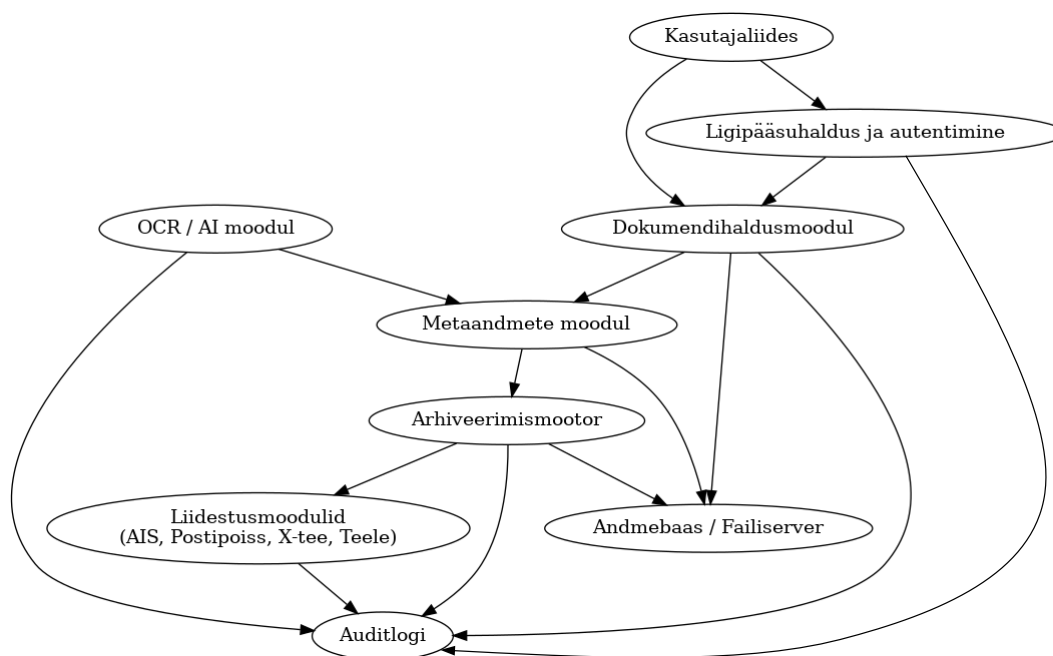 Kasutajaliides
Ligipääsuhaldus ja autentimine
OCR / AI moodul
Dokumendihaldusmoodul
Metaandmete moodul
Arhiveerimismootor
Liidestusmoodulid
(AIS, Postipoiss, X-tee, Teele)
Andmebaas / Failiserver
Auditlogi